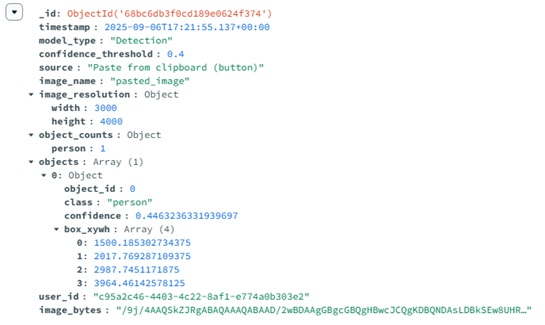 _id: ObjectId('68bc6db3f0cd189e0624f374')
timestamp : 2025-09-06T17:21:55.137+00:00
model_type : "Detection"
confidence_threshold : 0.4
source : "Paste from clipboard (button)"
image_name : "pasted_image"
image_resolution : Object
width : 3000
height : 4000
object_counts : Object
person : 1
objects : Array (1)
0: Object
object_id : 0
class : "person"
confidence : 0.4463236331939697
box_xywh : Array (4)
0: 1500.185302734375
1: 2017.769287109375
2: 2987.7451171875
3: 3964.46142578125
user_id : "c95a2c46-4403-4c22-8af1-e774a0b303e2"
image_bytes : "/9j/4AAQSkZJRgABAQAAAQABAAD/2wBDAAgGBgcGBQgHBwcJCQgKDBQNDAsLDBkSEw8UHR…"